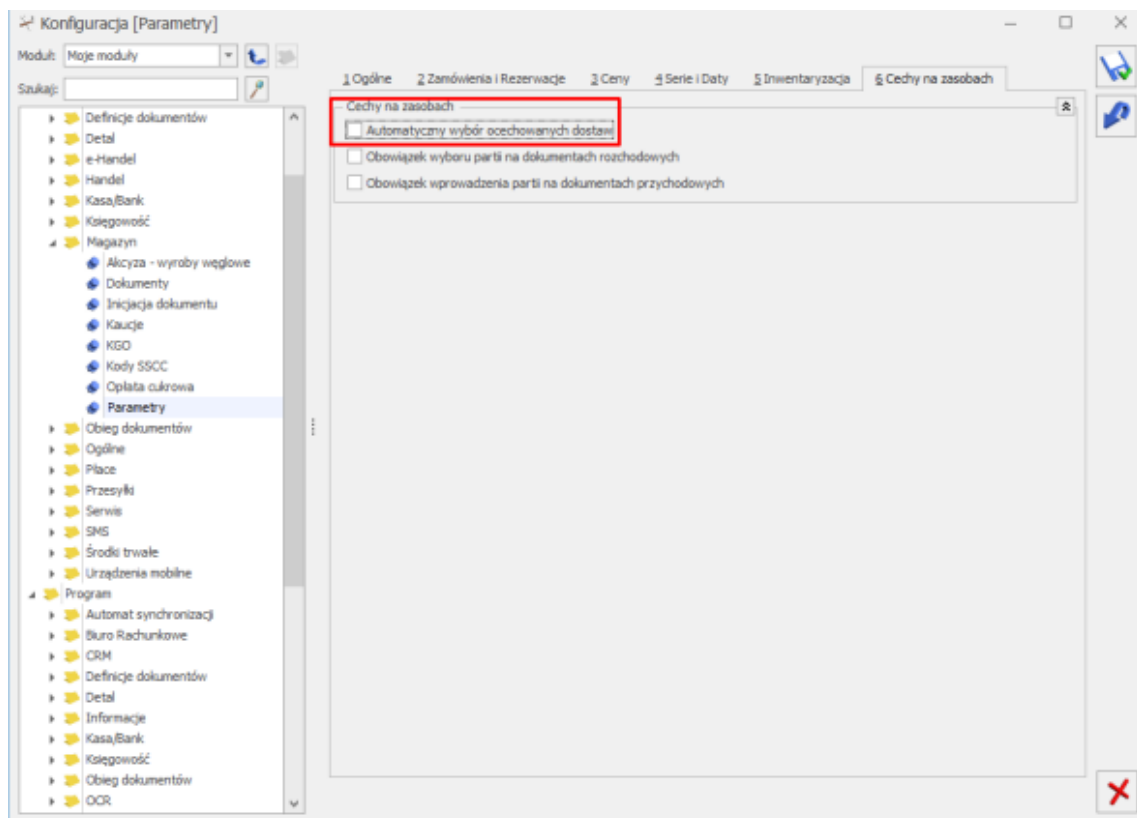 Konfiguracja [Parametry]
Moduł: Moje moduły
Szukaj:
1 Ogólne 2 Zamówienia i Rezerwacje 3 Ceny 4 Serie i Daty 5 Inwentaryzacja 6 Cechy na zasobach
Cechy na zasobach
Automatyczny wybór ocechowanych dostaw
Obowiązek wyboru partii na dokumentach rozchodowych
Obowiązek wprowadzenia partii na dokumentach przychodowych
Definicje dokumentów
Detal
e-Handel
Handel
Kasa/Bank
Księgowość
Magazyn
Akcyza - wyroby węglowe
Dokumenty
Inicjacja dokumentu
Kaucje
KGO
Kody SSCC
Opłata cukrowa
Parametry
Obieg dokumentów
Ogólne
Płace
Przesyłki
Serwis
SMS
Środki trwałe
Urządzenia mobilne
Program
Automat synchronizacji
Biuro Rachunkowe
CRM
Definicje dokumentów
Detal
Informacje
Kasa/Bank
Księgowość
Obieg dokumentów
OCR